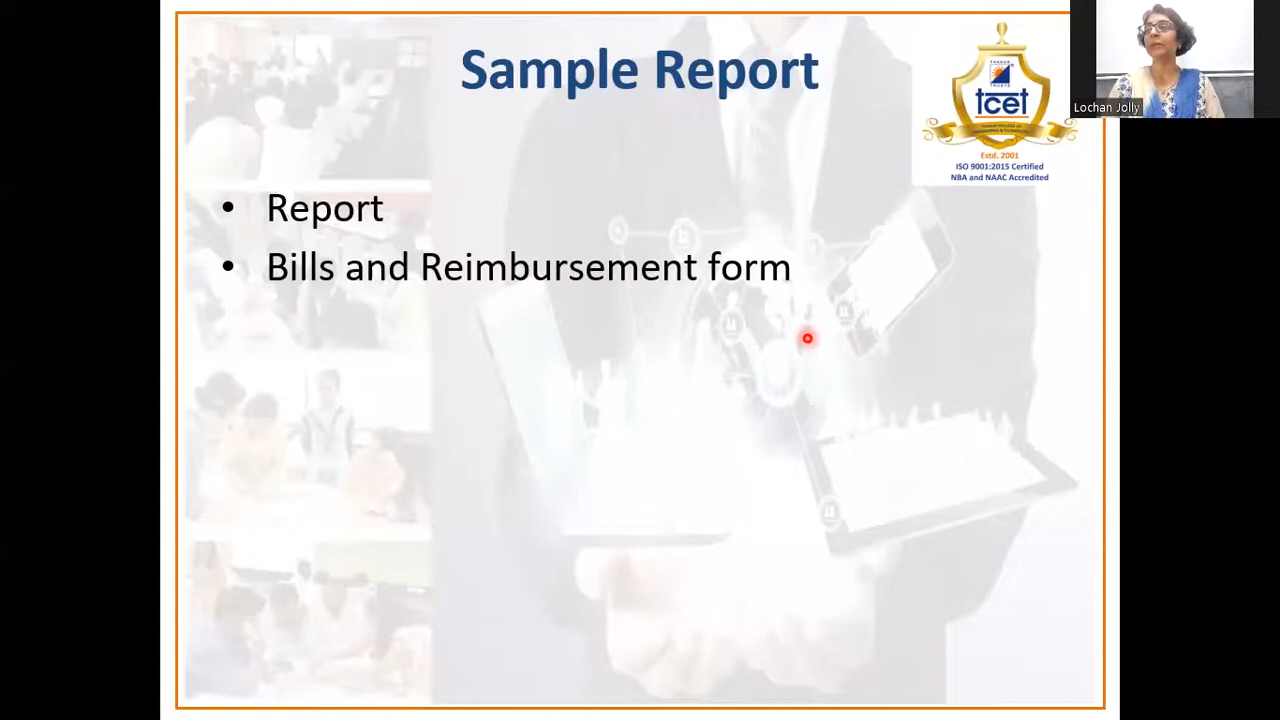 Sample Report
tcet
Estd. 2001
ISO 9001:2015 Certified
NBA and NAAC Accredited
Lochan Jolly
• Report
• Bills and Reimbursement form